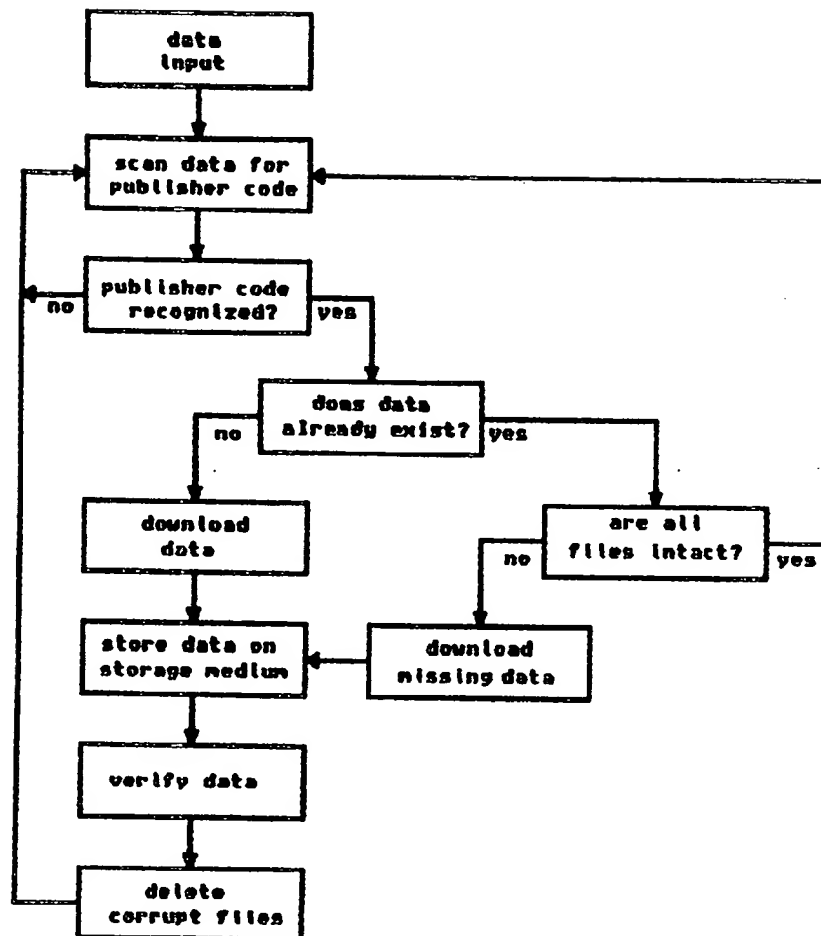 data
input
scan data for
publisher code
publisher code
recognized?
no
yes
does data
already exist?
no
yes
download
data
are all
files intact?
no
yes
store data on
storage medium
download
missing data
verify data
delete
corrupt files